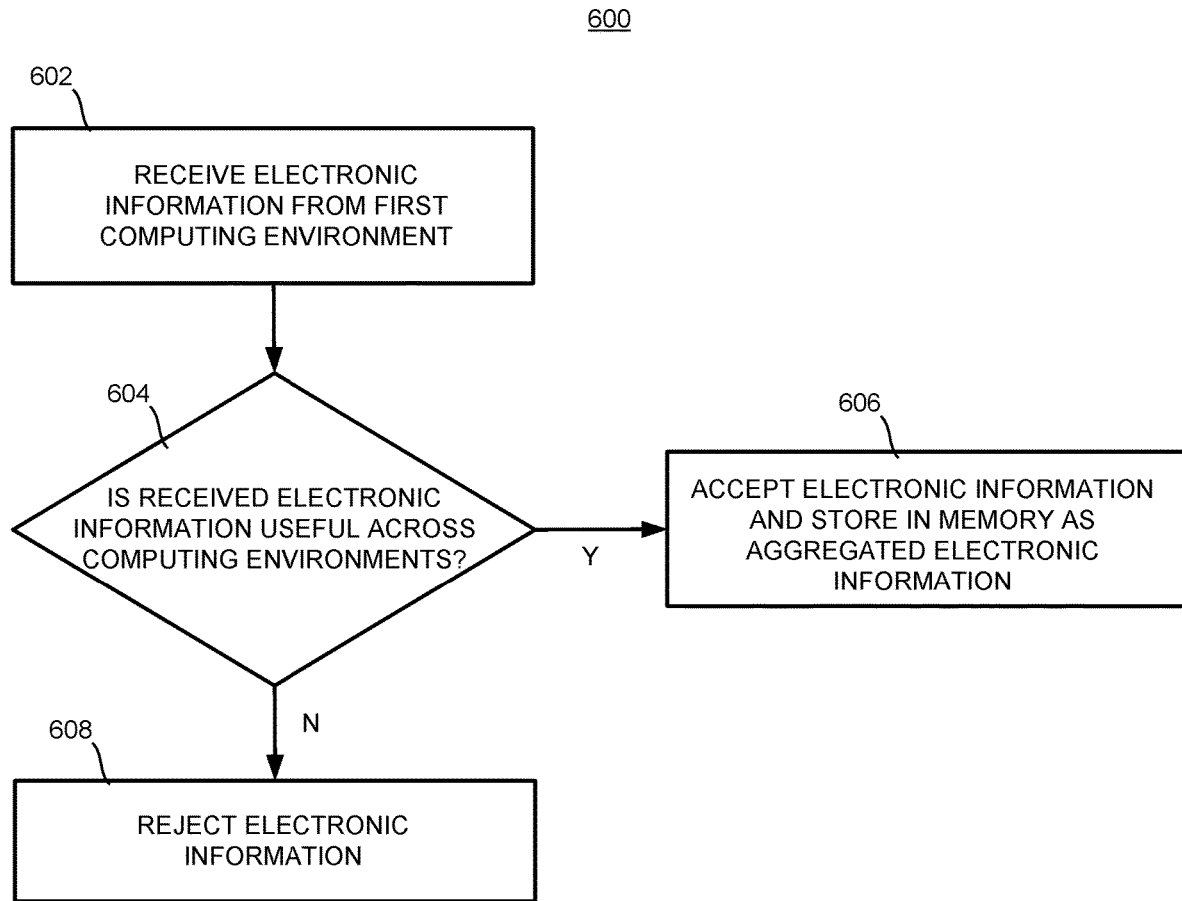 600
602
RECEIVE ELECTRONIC
INFORMATION FROM FIRST
COMPUTING ENVIRONMENT
604
IS RECEIVED ELECTRONIC
INFORMATION USEFUL ACROSS
COMPUTING ENVIRONMENTS?
Y
606
ACCEPT ELECTRONIC INFORMATION
AND STORE IN MEMORY AS
AGGREGATED ELECTRONIC
INFORMATION
N
608
REJECT ELECTRONIC
INFORMATION